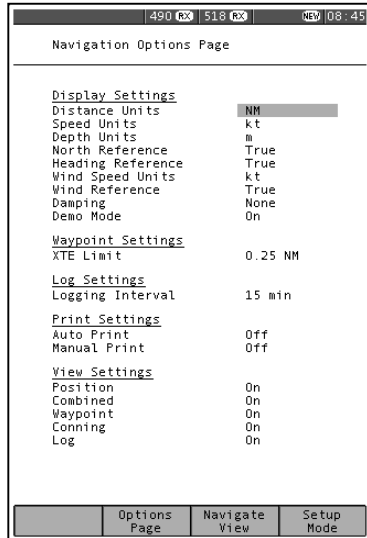 490 RX 518 RX NEW 08:45
Navigation Options Page
Display Settings
Distance Units NM
Speed Units kt
Depth Units m
North Reference True
Heading Reference True
Wind Speed Units kt
Wind Reference True
Damping None
Demo Mode On
Waypoint Settings
XTE Limit 0.25 NM
Log Settings
Logging Interval 15 min
Print Settings
Auto Print Off
Manual Print Off
View Settings
Position On
Combined On
Waypoint On
Conning On
Log On
Options Page Navigate View Setup Mode